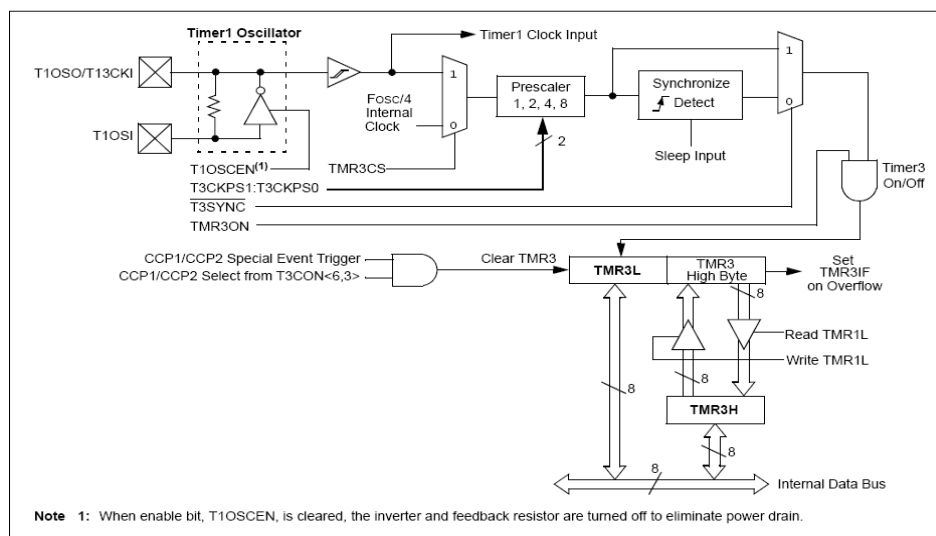 Timer1 Oscillator
Timer1 Clock Input
T1OSO/T13CKI
1
1
Prescaler
1, 2, 4, 8
Synchronize
Detect
Fosc/4
Internal
Clock
0
0
T1OSI
2
Sleep Input
T1OSCEN(1)
TMR3CS
Timer3
On/Off
T3CKPS1:T3CKPS0
T3SYNC
TMR3ON
CCP1/CCP2 Special Event Trigger
CCP1/CCP2 Select from T3CON<6,3>
Clear TMR3
TMR3L
TMR3
High Byte
Set
TMR3IF
on Overflow
8
Read TMR1L
Write TMR1L
8
8
TMR3H
8
8
Internal Data Bus
Note 1: When enable bit, T1OSCEN, is cleared, the inverter and feedback resistor are turned off to eliminate power drain.